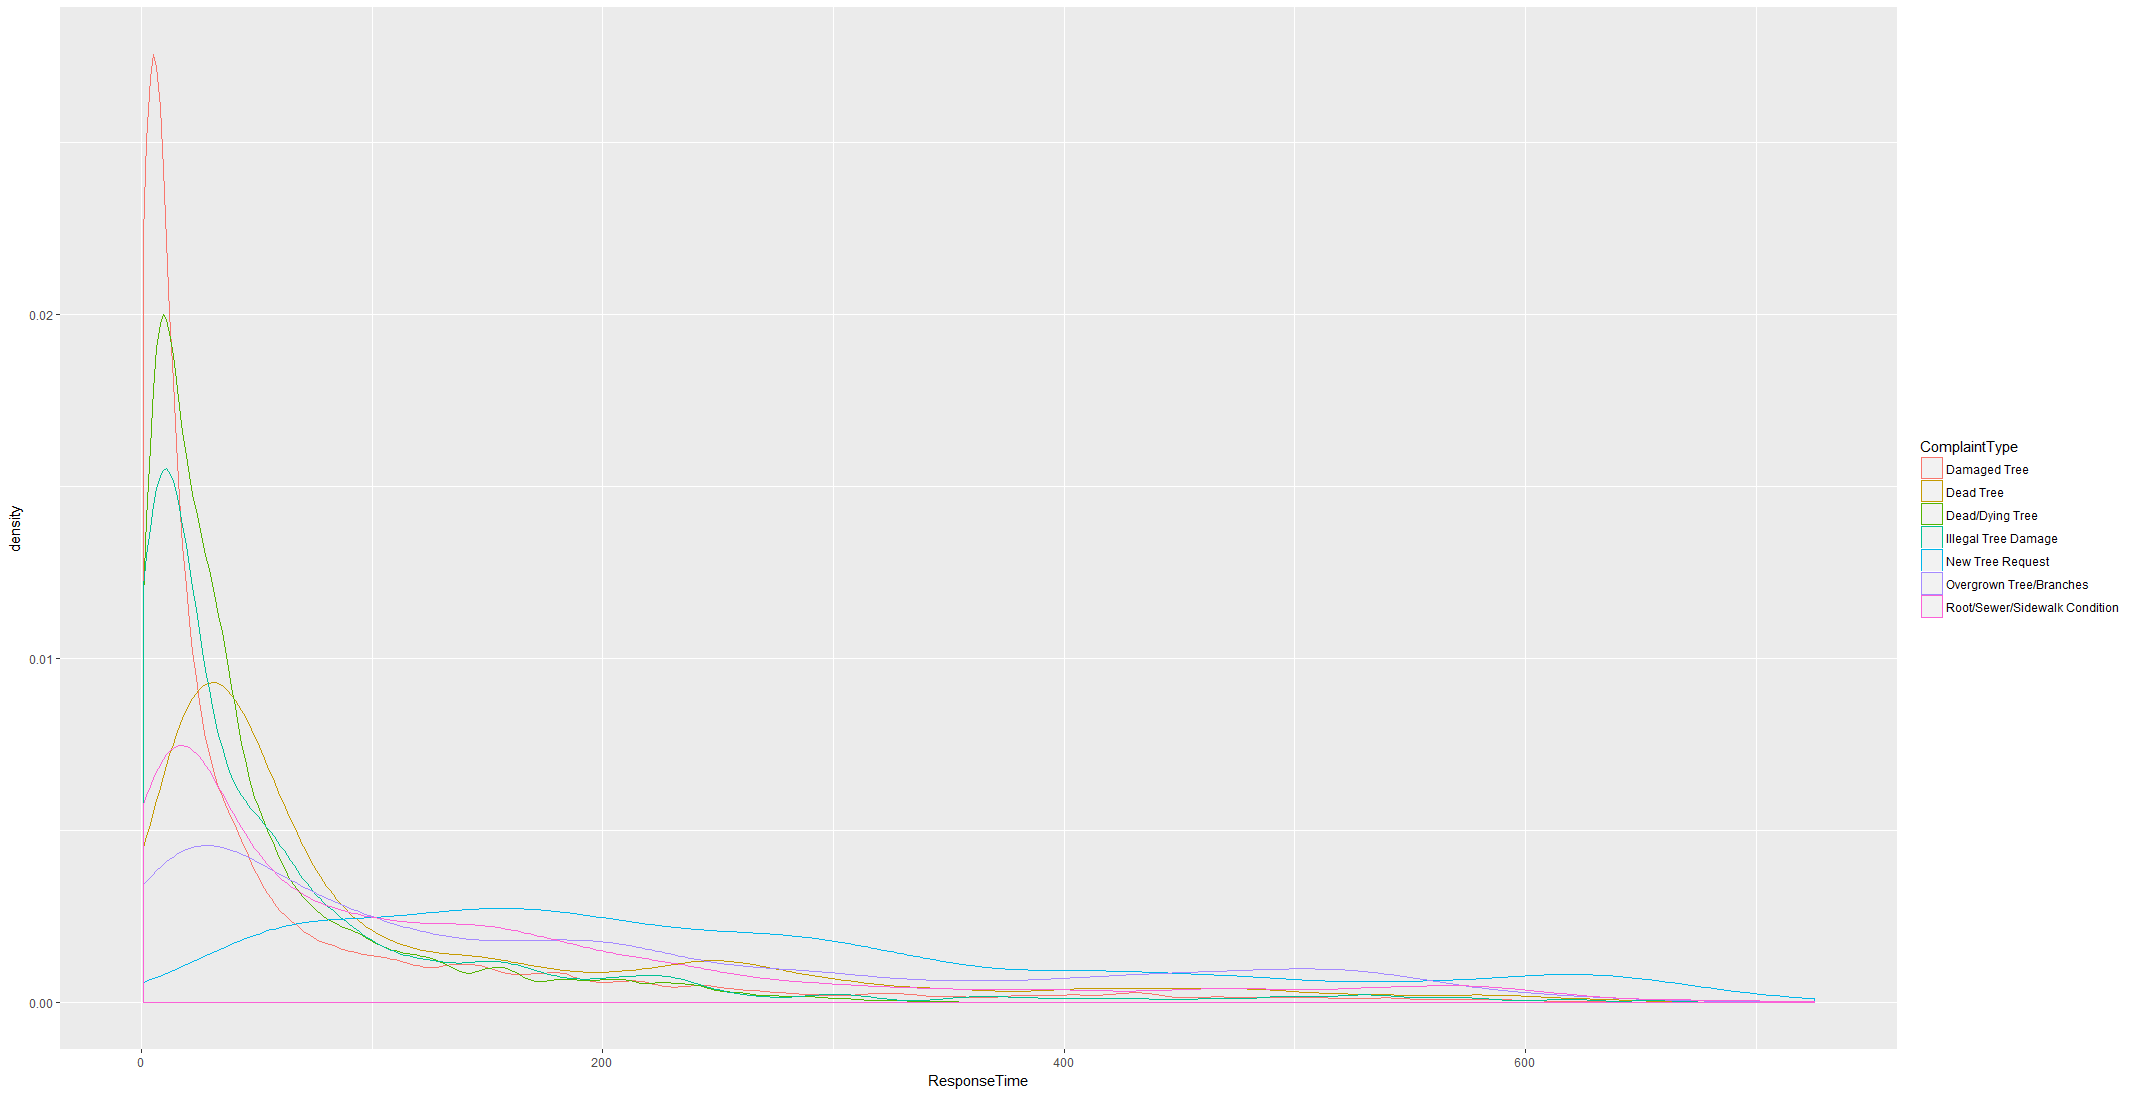 density
0.02
0.01
0.00
0
200
400
600
ResponseTime
ComplaintType
Damaged Tree
Dead Tree
Dead/Dying Tree
Illegal Tree Damage
New Tree Request
Overgrown Tree/Branches
Root/Sewer/Sidewalk Condition